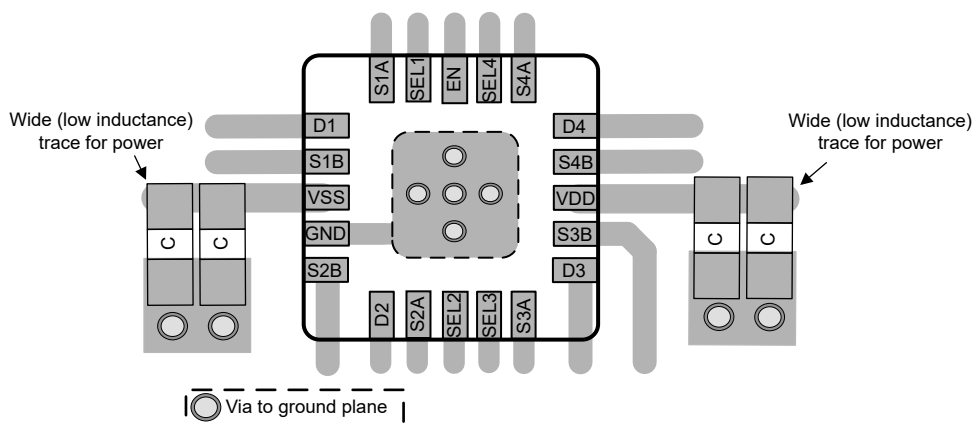 S1A
SEL1
EN
SEL4
S4A
Wide (low inductance)
trace for power
D1
S1B
VSS
GND
S2B
D4
S4B
VDD
S3B
D3
Wide (low inductance)
trace for power
C
C
C
C
D2
S2A
SEL2
SEL3
S3A
Via to ground plane